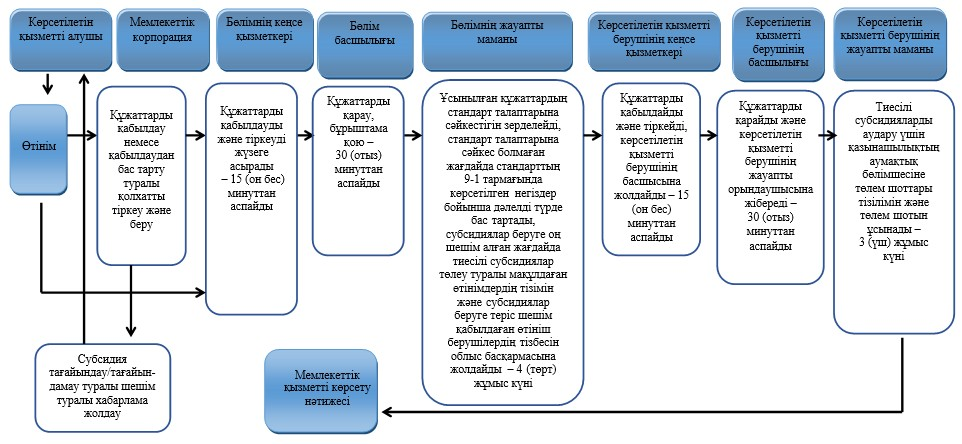 Көрсетілетін
қызметті алушы
Мемлекеттік
корпорация
Бөлімнің кеңсе
қызметкері
Бөлім
басшылығы
Бөлімнің жауапты
маманы
Көрсетілетін қызметті
берушінің кеңсе
қызметкері
Көрсетілетін
қызметті
берушінің
басшылығы
Көрсетілетін
қызметті берушінің
жауапты маманы
Өтінім
Құжаттарды
қабылдау
немесе
қабылдаудан
бас тарту
туралы
қолхатты
тіркеу және
беру
Құжаттарды
қабылдауды
және тіркеуді
жүзеге
асырады
– 15 (он бес)
минуттан
аспайды
Құжаттарды
қарау,
бұрыштама
қою –
30 (отыз)
минуттан
аспайды
Ұсынылған құжаттардың
стандарт талаптарына
сәйкестігін зерделейді,
стандарт талаптарына
сәйкес болмаған
жағдайда стандарттың
9-1 тармағында
көрсетілген негіздер
бойынша дәлелді түрде
бас тартады,
субсидиялар беруге оң
шешім алған жағдайда
тиесілі субсидиялар
төлеу туралы мақұлдаған
өтінімдердің тізімін
және субсидиялар
беруге теріс шешім
қабылдаған өтініш
берушілердің тізбесін
облыс басқармасына
жолдайды – 4 (төрт)
жұмыс күні
Құжаттарды
қабылдайды
және тіркейді,
көрсетілетін
қызметті
берушінің
басшысына
жолдайды – 15
(он бес)
минуттан
аспайды
Құжаттарды
қарайды және
көрсетілетін
қызметті
берушінің
жауапты
орындаушысына
жібереді –
30 (отыз)
минуттан
аспайды
Тиесілі
субсидияларды
аудару үшін
қазынашылықтың
аумақтық
бөлімшесіне
төлем шоттары
тізілімін және
төлем шотын
ұсынады –
3 (үш) жұмыс
күні
Субсидия
тағайындау/тағайын-
дамау туралы шешім
туралы хабарлама
жолдау
Мемлекеттік
қызметті көрсету
нәтижесі